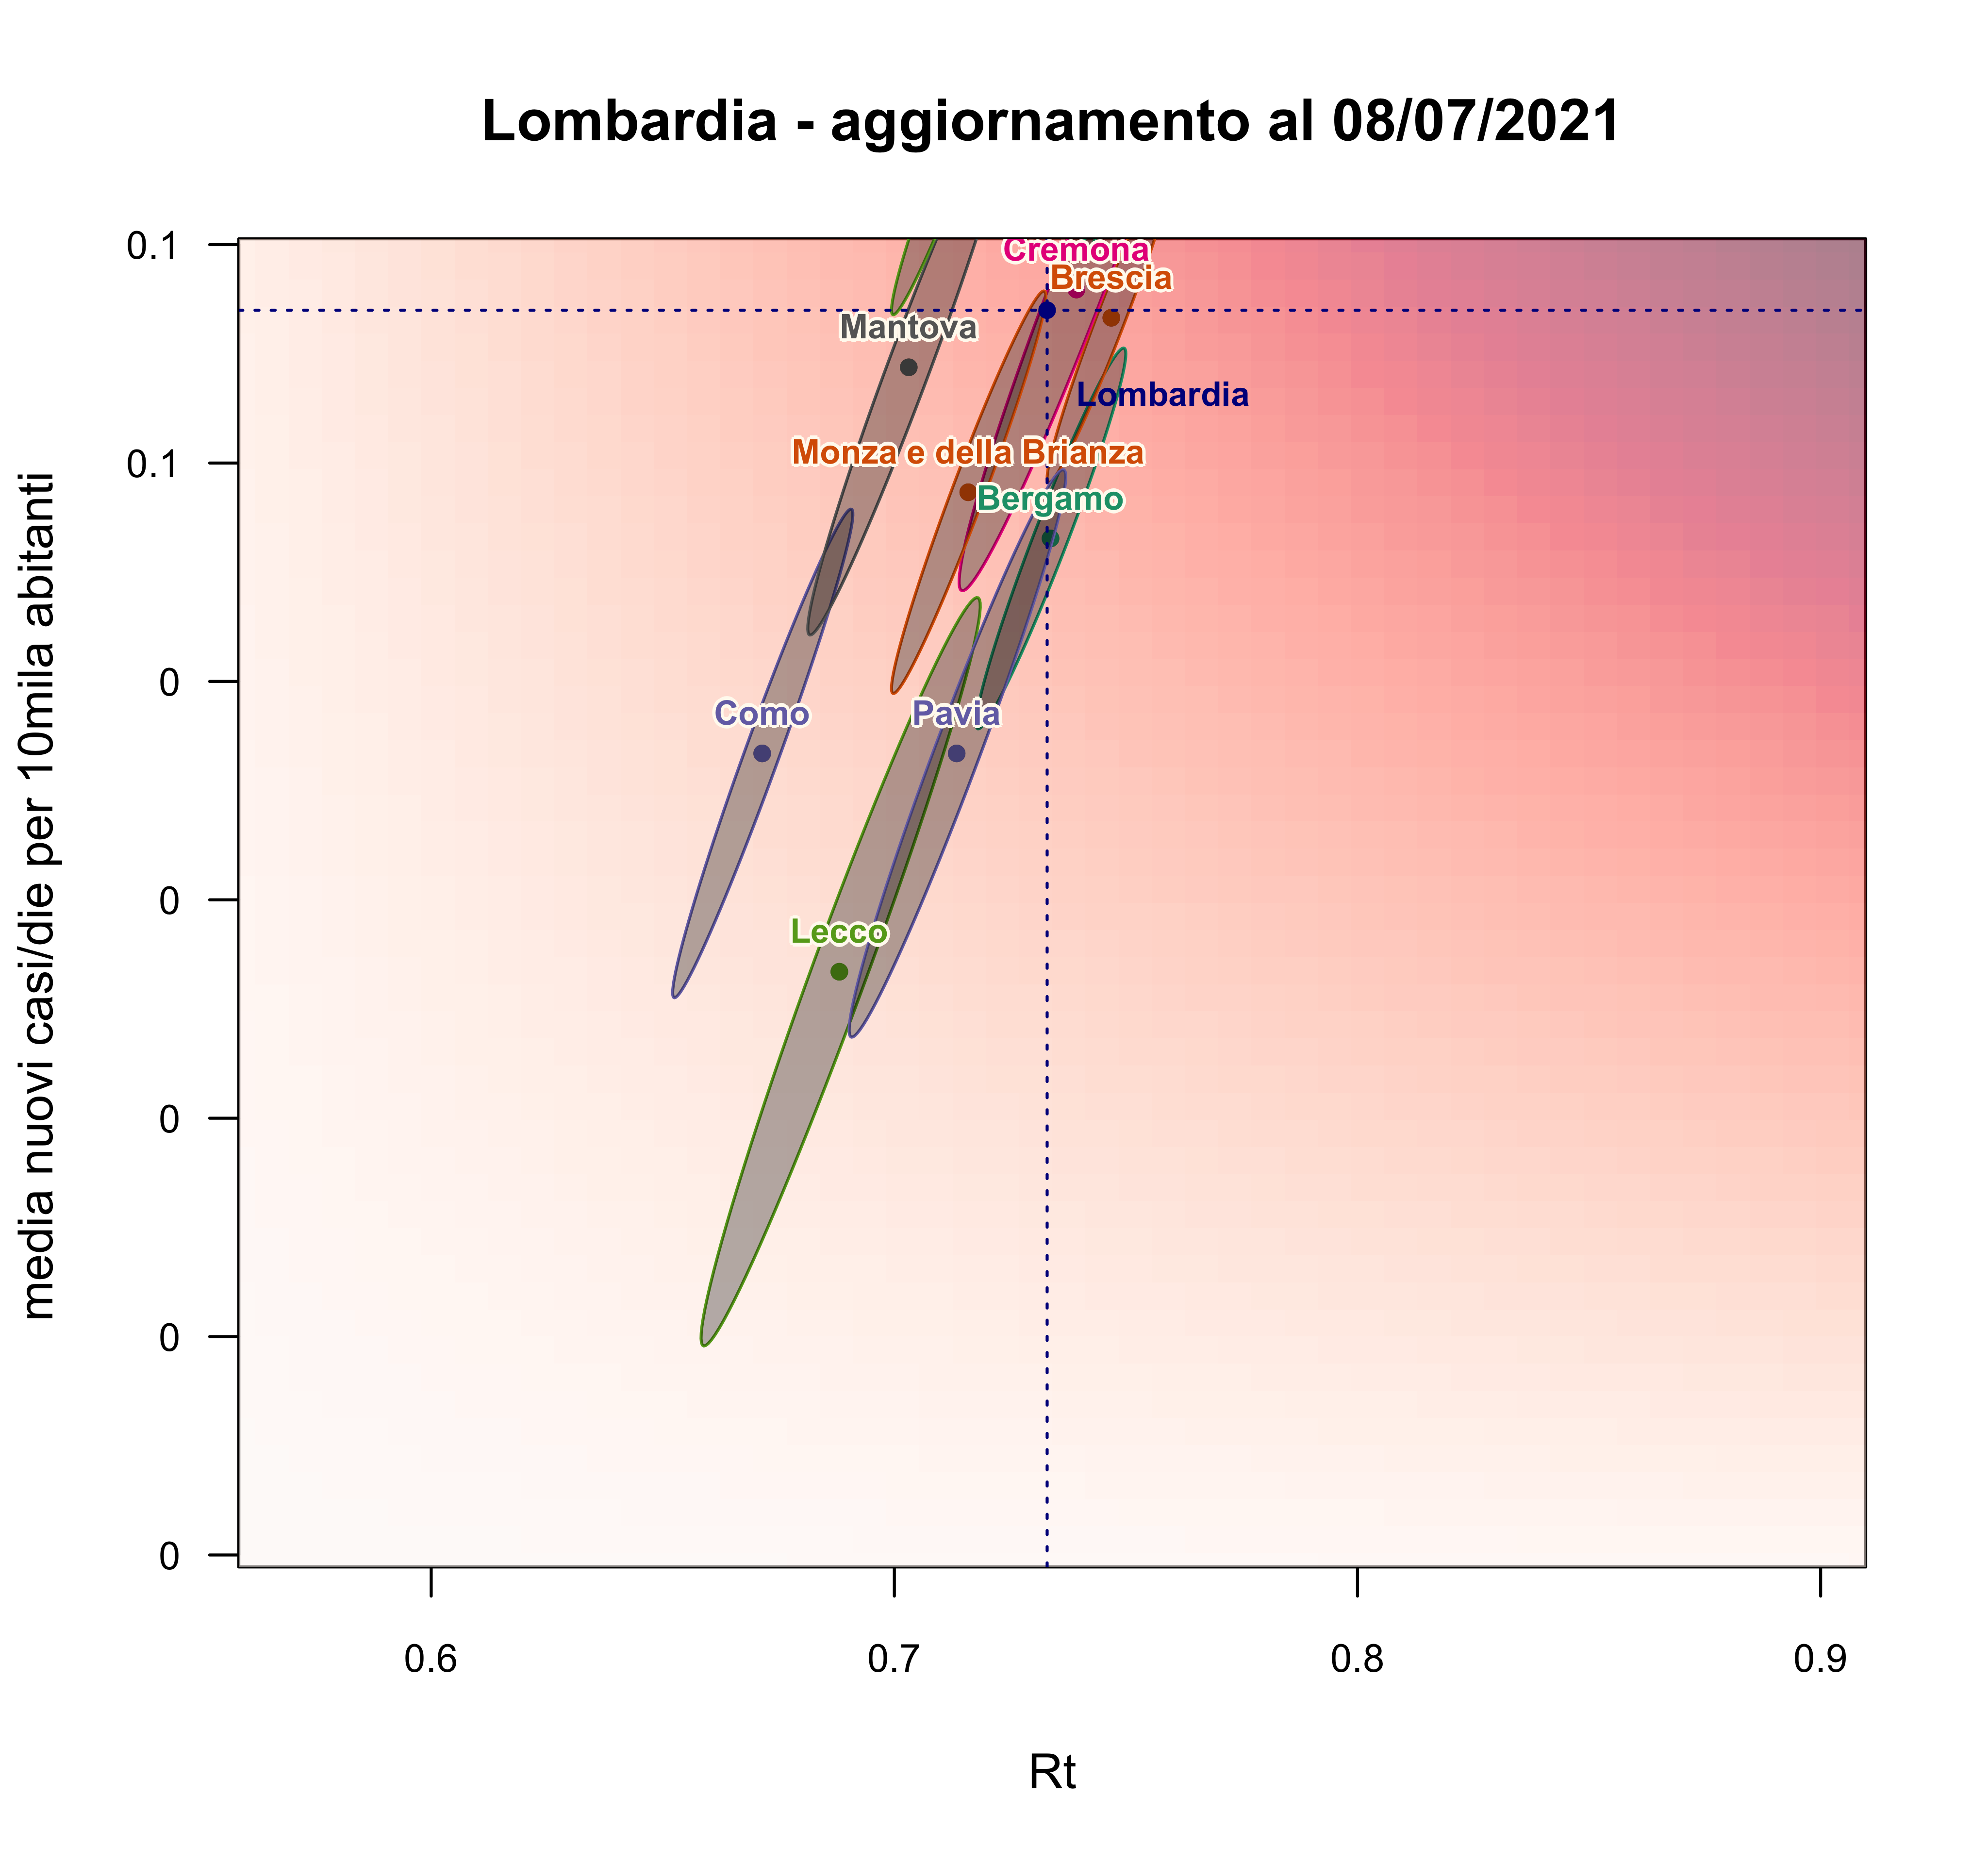 Lombardia - aggiornamento al 08/07/2021
media nuovi casi/die per 10mila abitanti
0.1
0.1
0
0
0
0
0
Cremona
Brescia
Mantova
Lombardia
Monza e della Brianza
Bergamo
Como
Pavia
Lecco
0.6
0.7
0.8
0.9
Rt